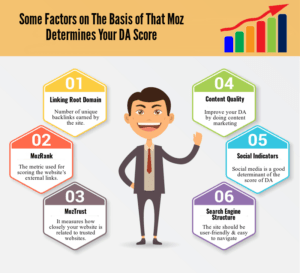 Some Factors on The Basis of That Moz
Determines Your DA Score
01
Linking Root Domain
Number of unique
backlinks earned by
the site.
02
MozRank
The metric used for
scoring the website's
external links.
03
MozTrust
It measures how
closely your website is
related to trusted
websites.
04
Content Quality
Improve your DA
by doing content
marketing
05
Social Indicators
Social media is a good
determinant of the
score of DA
06
Search Engine
Structure
The site should be
user-friendly & easy
to navigate